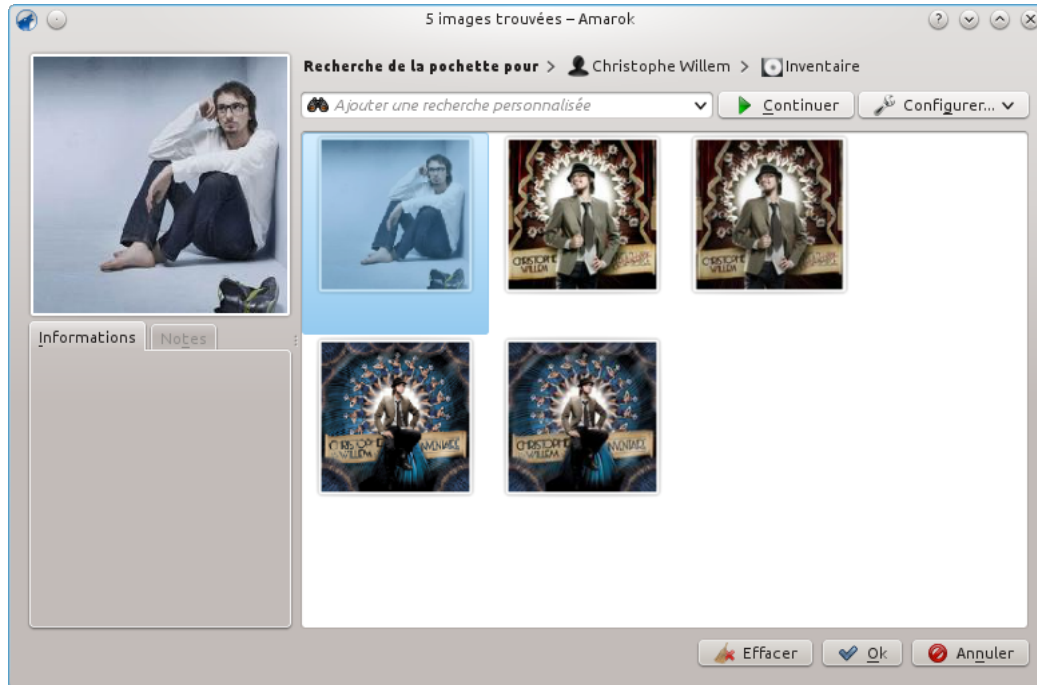 5 images trouvées – Amarok
Recherche de la pochette pour > Christophe Willem > Inventaire
Ajouter une recherche personnalisée
Continuer
Configurer...
CHRISTOPHE
WILLEM
CHRISTOPHE
WILLEM
Informations
Notes
CHRISTOPHE
WILLEM
INVENTAIRE
CHRISTOPHE
WILLEM
INVENTAIRE
Effacer
Ok
Annuler